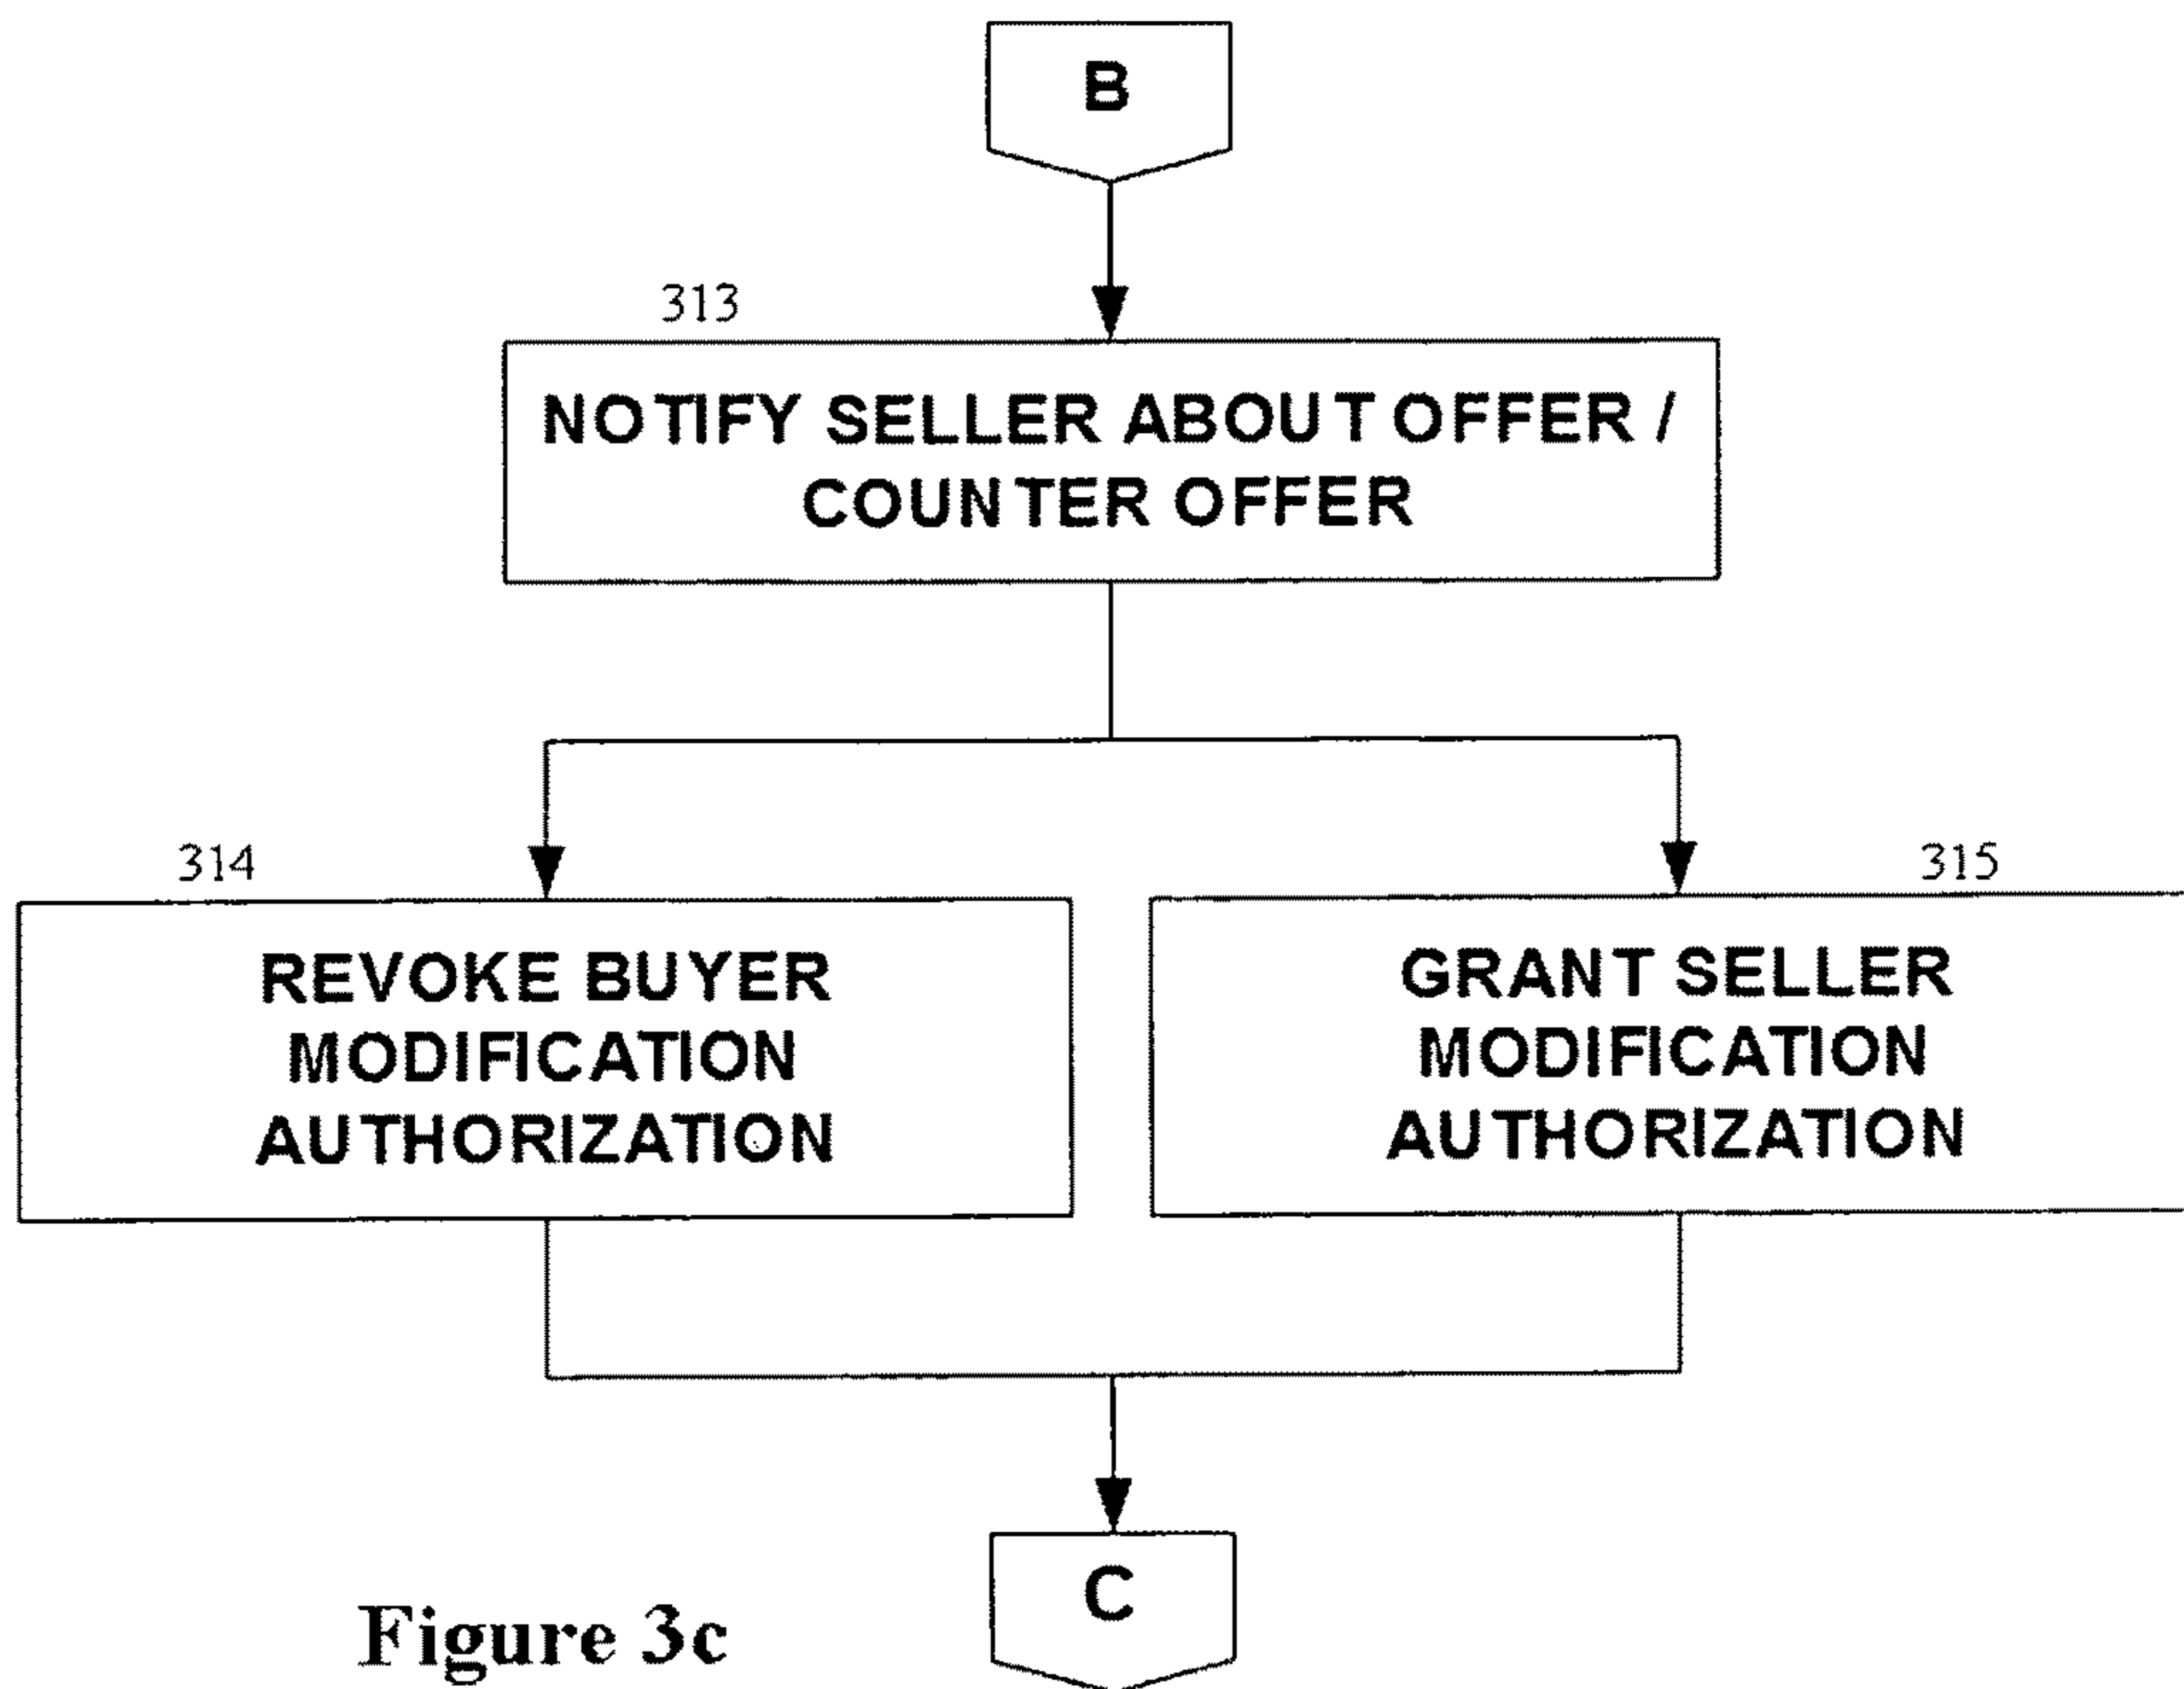 B
313
NOTIFY SELLER ABOUT OFFER /
COUNTER OFFER
314
REVOKE BUYER
MODIFICATION
AUTHORIZATION
315
GRANT SELLER
MODIFICATION
AUTHORIZATION
C
Figure 3c